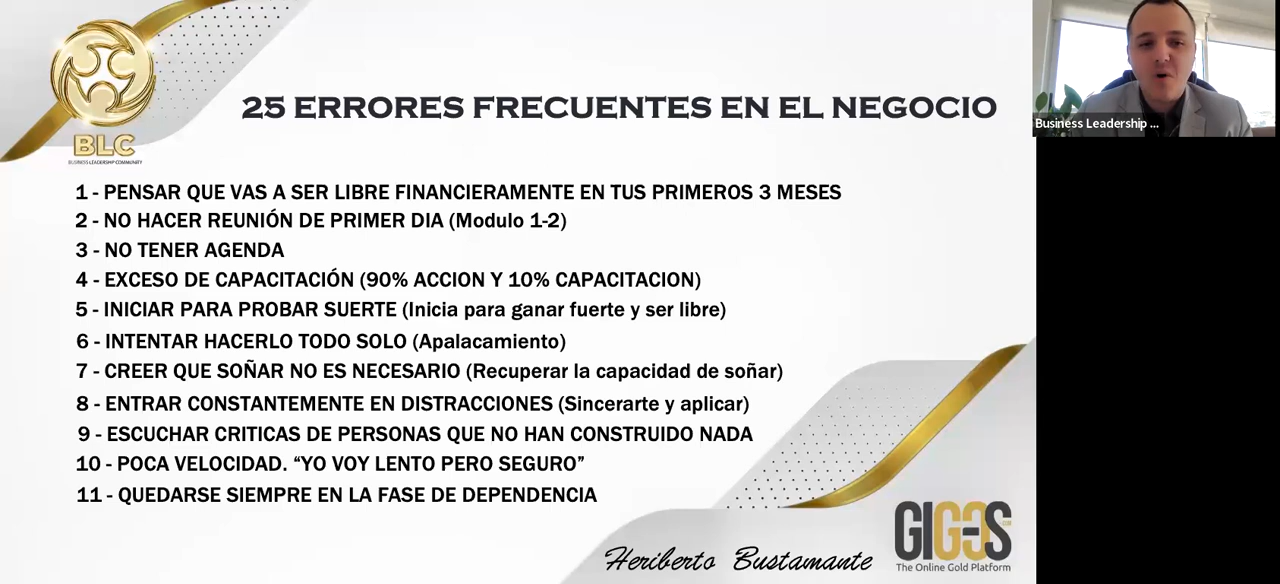 25 ERRORES FRECUENTES EN EL NEGOCIO
BLC
BUSINESS LEADERSHIP COMMUNITY
Business Leadership ...
1 - PENSAR QUE VAS A SER LIBRE FINANCIERAMENTE EN TUS PRIMEROS 3 MESES
2 - NO HACER REUNIÓN DE PRIMER DIA (Modulo 1-2)
3 - NO TENER AGENDA
4 - EXCESO DE CAPACITACIÓN (90% ACCION Y 10% CAPACITACION)
5 - INICIAR PARA PROBAR SUERTE (Inicia para ganar fuerte y ser libre)
6 - INTENTAR HACERLO TODO SOLO (Apalacamiento)
7 - CREER QUE SOÑAR NO ES NECESARIO (Recuperar la capacidad de soñar)
8 - ENTRAR CONSTANTEMENTE EN DISTRACCIONES (Sincerarte y aplicar)
9 - ESCUCHAR CRITICAS DE PERSONAS QUE NO HAN CONSTRUIDO NADA
10 - POCA VELOCIDAD. “YO VOY LENTO PERO SEGURO”
11 - QUEDARSE SIEMPRE EN LA FASE DE DEPENDENCIA
Heriberto Bustamante
GIGOS
The Online Gold Platform